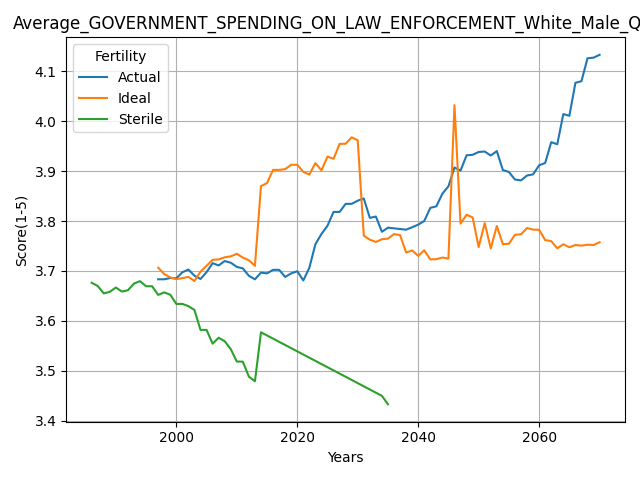 Average_GOVERNMENT_SPENDING_ON_LAW_ENFORCEMENT_White_Male_Q
Fertility
Actual
Ideal
Sterile
Score(1-5)
4.1
4.0
3.9
3.8
3.7
3.6
3.5
3.4
2000 2020 2040 2060
Years